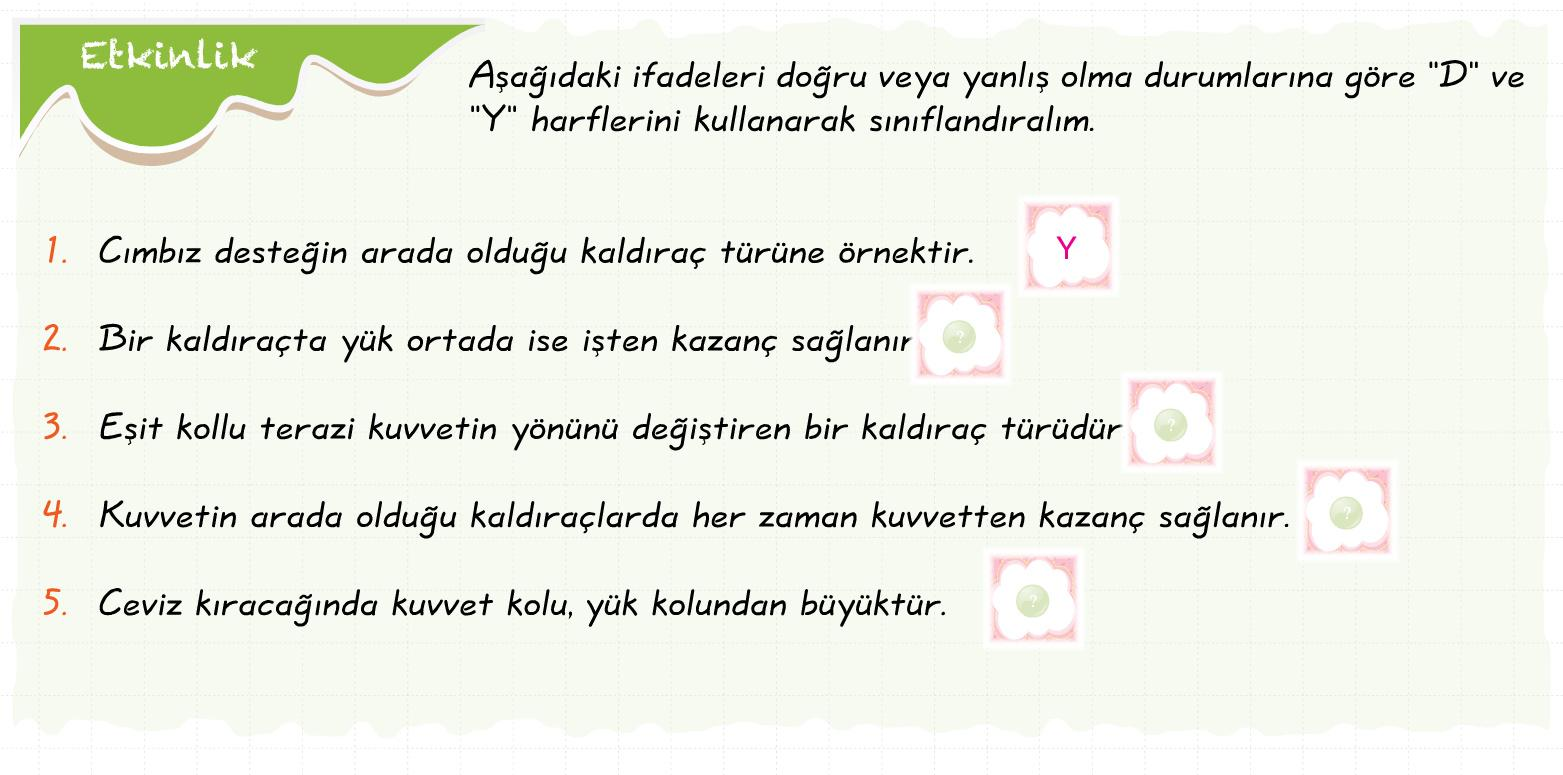 Etkinlik
Aşağıdaki ifadeleri doğru veya yanlış olma durumlarına göre "D" ve
"Y" harflerini kullanarak sınıflandıralım.
1. Cımbız desteğin arada olduğu kaldıraç türüne örnektir. Y
2. Bir kaldıraçta yük ortada ise işten kazanç sağlanır ?
3. Eşit kollu terazi kuvvetin yönünü değiştiren bir kaldıraç türüdür ?
4. Kuvvetin arada olduğu kaldıraçlarda her zaman kuvvetten kazanç sağlanır. ?
5. Ceviz kıracağında kuvvet kolu, yük kolundan büyüktür. ?